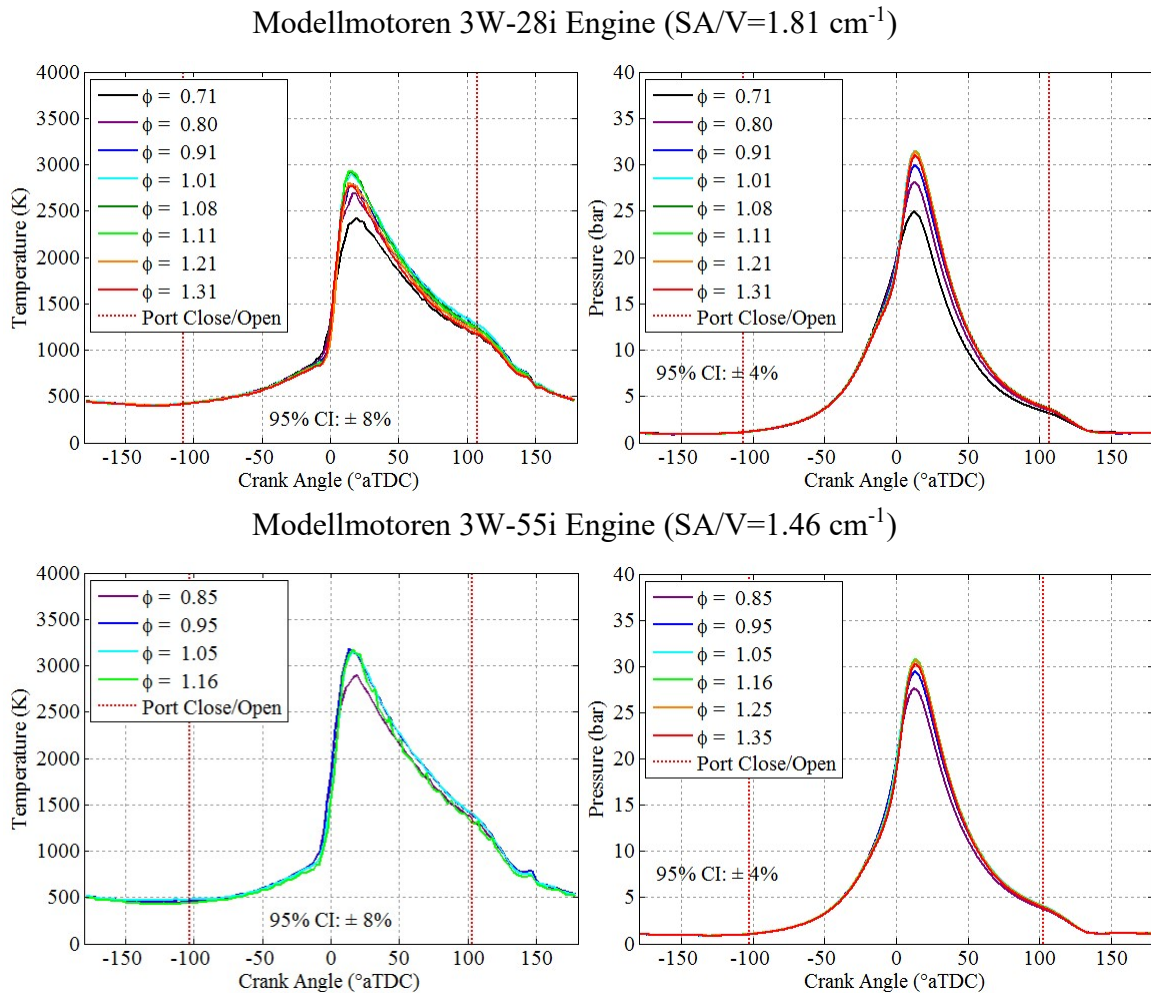 Modellmotoren 3W-28i Engine (SA/V=1.81 cm⁻¹)
4000
3500
3000
2500
2000
1500
1000
500
0
Temperature (K)
ϕ = 0.71
ϕ = 0.80
ϕ = 0.91
ϕ = 1.01
ϕ = 1.08
ϕ = 1.11
ϕ = 1.21
ϕ = 1.31
Port Close/Open
95% CI: ± 8%
-150 -100 -50 0 50 100 150
Crank Angle (°aTDC)
40
35
30
25
20
15
10
5
0
Pressure (bar)
ϕ = 0.71
ϕ = 0.80
ϕ = 0.91
ϕ = 1.01
ϕ = 1.08
ϕ = 1.11
ϕ = 1.21
ϕ = 1.31
Port Close/Open
95% CI: ± 4%
-150 -100 -50 0 50 100 150
Crank Angle (°aTDC)
Modellmotoren 3W-55i Engine (SA/V=1.46 cm⁻¹)
4000
3500
3000
2500
2000
1500
1000
500
0
Temperature (K)
ϕ = 0.85
ϕ = 0.95
ϕ = 1.05
ϕ = 1.16
Port Close/Open
95% CI: ± 8%
-150 -100 -50 0 50 100 150
Crank Angle (°aTDC)
40
35
30
25
20
15
10
5
0
Pressure (bar)
ϕ = 0.85
ϕ = 0.95
ϕ = 1.05
ϕ = 1.16
ϕ = 1.25
ϕ = 1.35
Port Close/Open
95% CI: ± 4%
-150 -100 -50 0 50 100 150
Crank Angle (°aTDC)